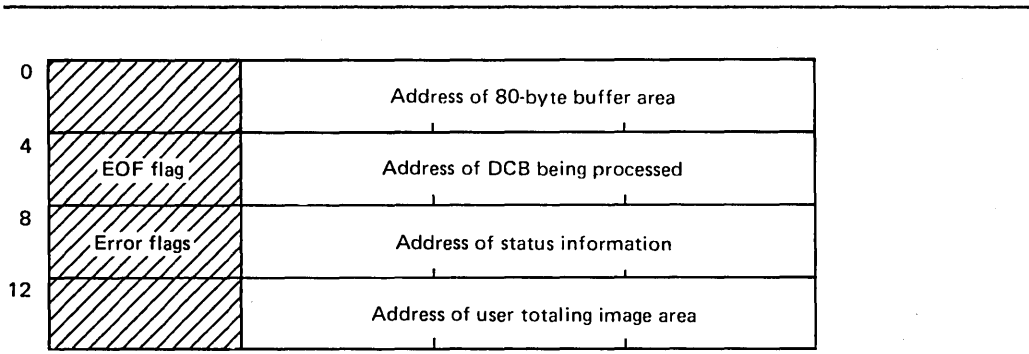 0
Address of 80-byte buffer area
4
EOF flag
Address of DCB being processed
8
Error flags
Address of status information
12
Address of user totaling image area